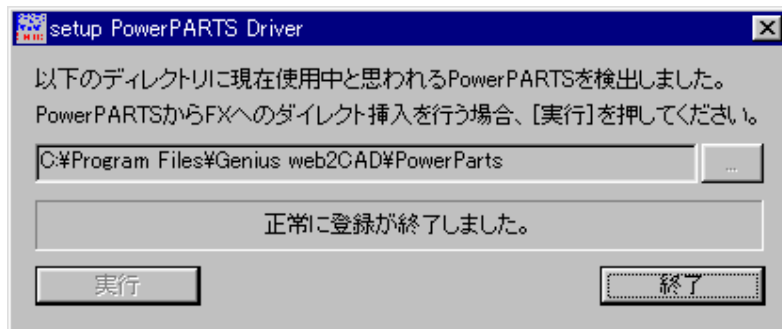 setup PowerPARTS Driver
以下のディレクトリに現在使用中と思われるPowerPARTSを検出しました。
PowerPARTSからFXへのダイレクト挿入を行う場合、[実行]を押してください。
C:¥Program Files¥Genius web2CAD¥PowerParts
...
正常に登録が終了しました。
実行
終了